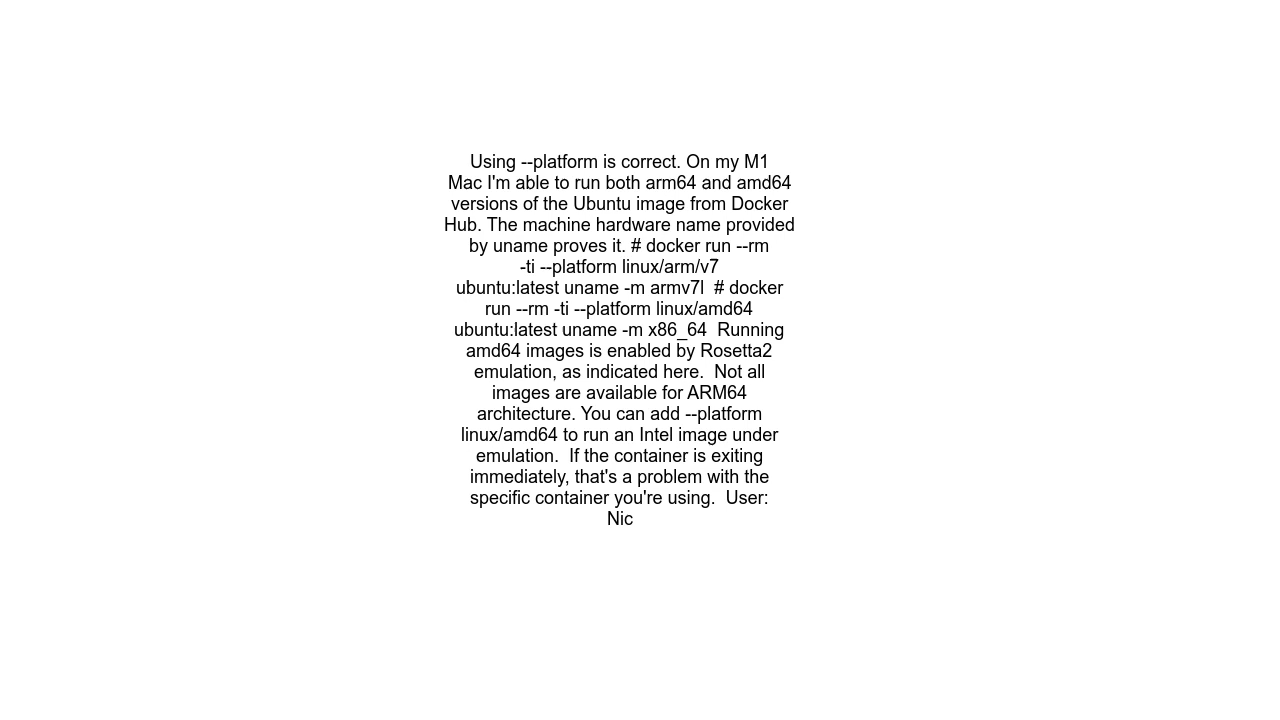 Using --platform is correct. On my M1
Mac I'm able to run both arm64 and amd64
versions of the Ubuntu image from Docker
Hub. The machine hardware name provided
by uname proves it. # docker run --rm
-ti --platform linux/arm/v7
ubuntu:latest uname -m armv7l  # docker
run --rm -ti --platform linux/amd64
ubuntu:latest uname -m x86_64  Running
amd64 images is enabled by Rosetta2
emulation, as indicated here.  Not all
images are available for ARM64
architecture. You can add --platform
linux/amd64 to run an Intel image under
emulation.  If the container is exiting
immediately, that's a problem with the
specific container you're using.  User:
Nic